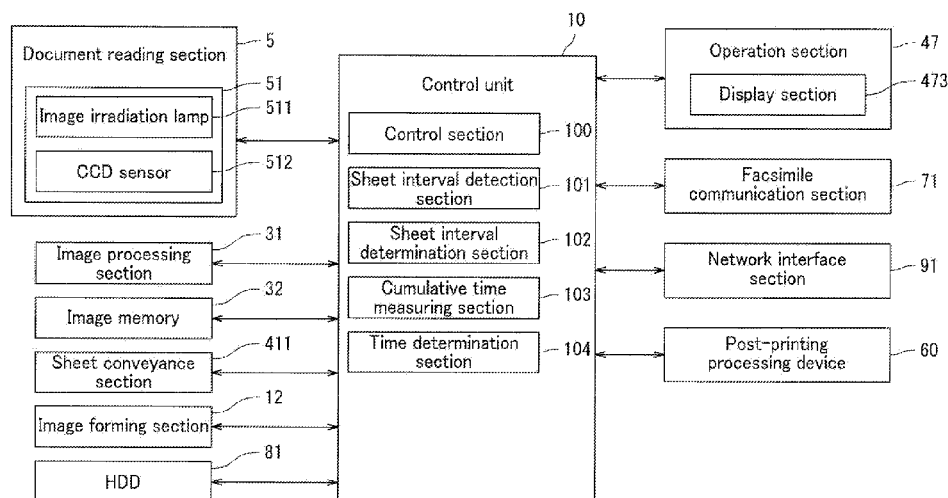 Document reading section
5
51
Image irradiation lamp
511
CCD sensor
512
31
Image processing
section
32
Image memory
411
Sheet conveyance
section
12
Image forming section
81
HDD
10
Control unit
Control section
100
Sheet interval detection
section
101
Sheet interval
determination section
102
Cumulative time
measuring section
103
Time determination
section
104
Operation section
47
Display section
473
Facsimile
communication section
71
Network interface
section
91
Post-printing
processing device
60